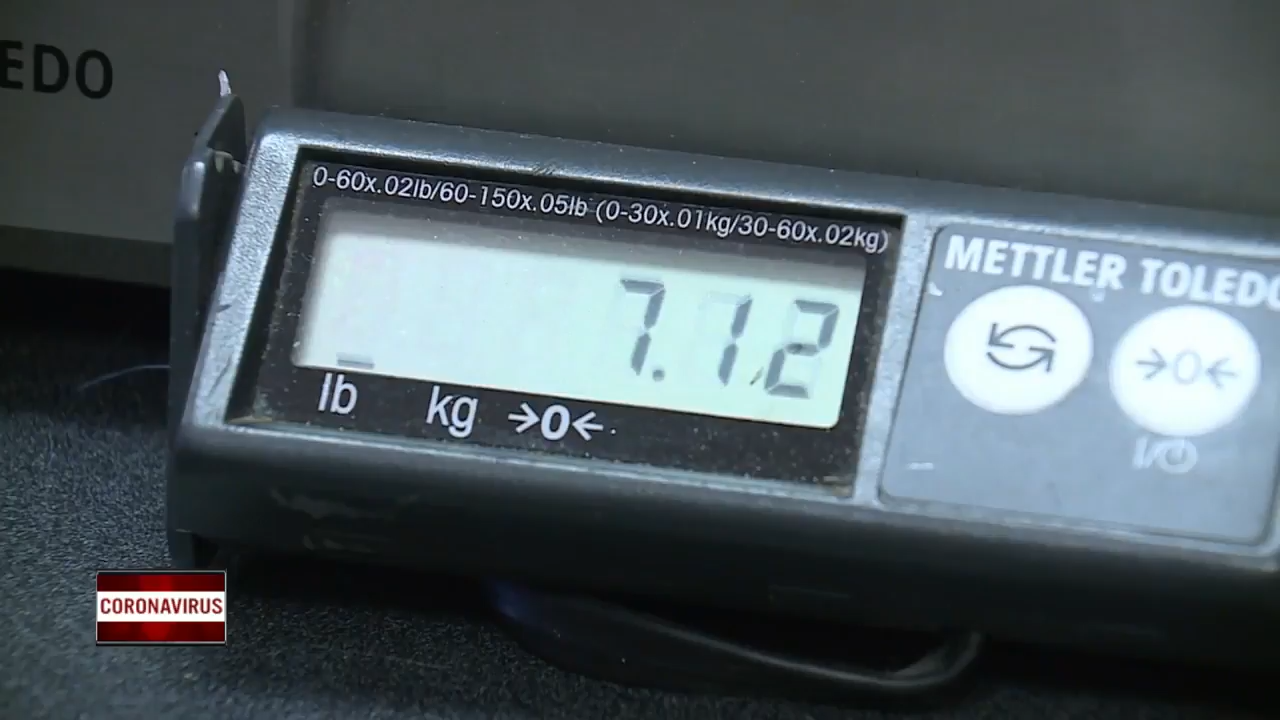 EDO
0-60x.02lb/60-150x.05lb (0-30x.01kg/30-60x.02kg)
METTLER TOLEDO
7.12
lb kg →0←
→0←
I/⏻
CORONAVIRUS